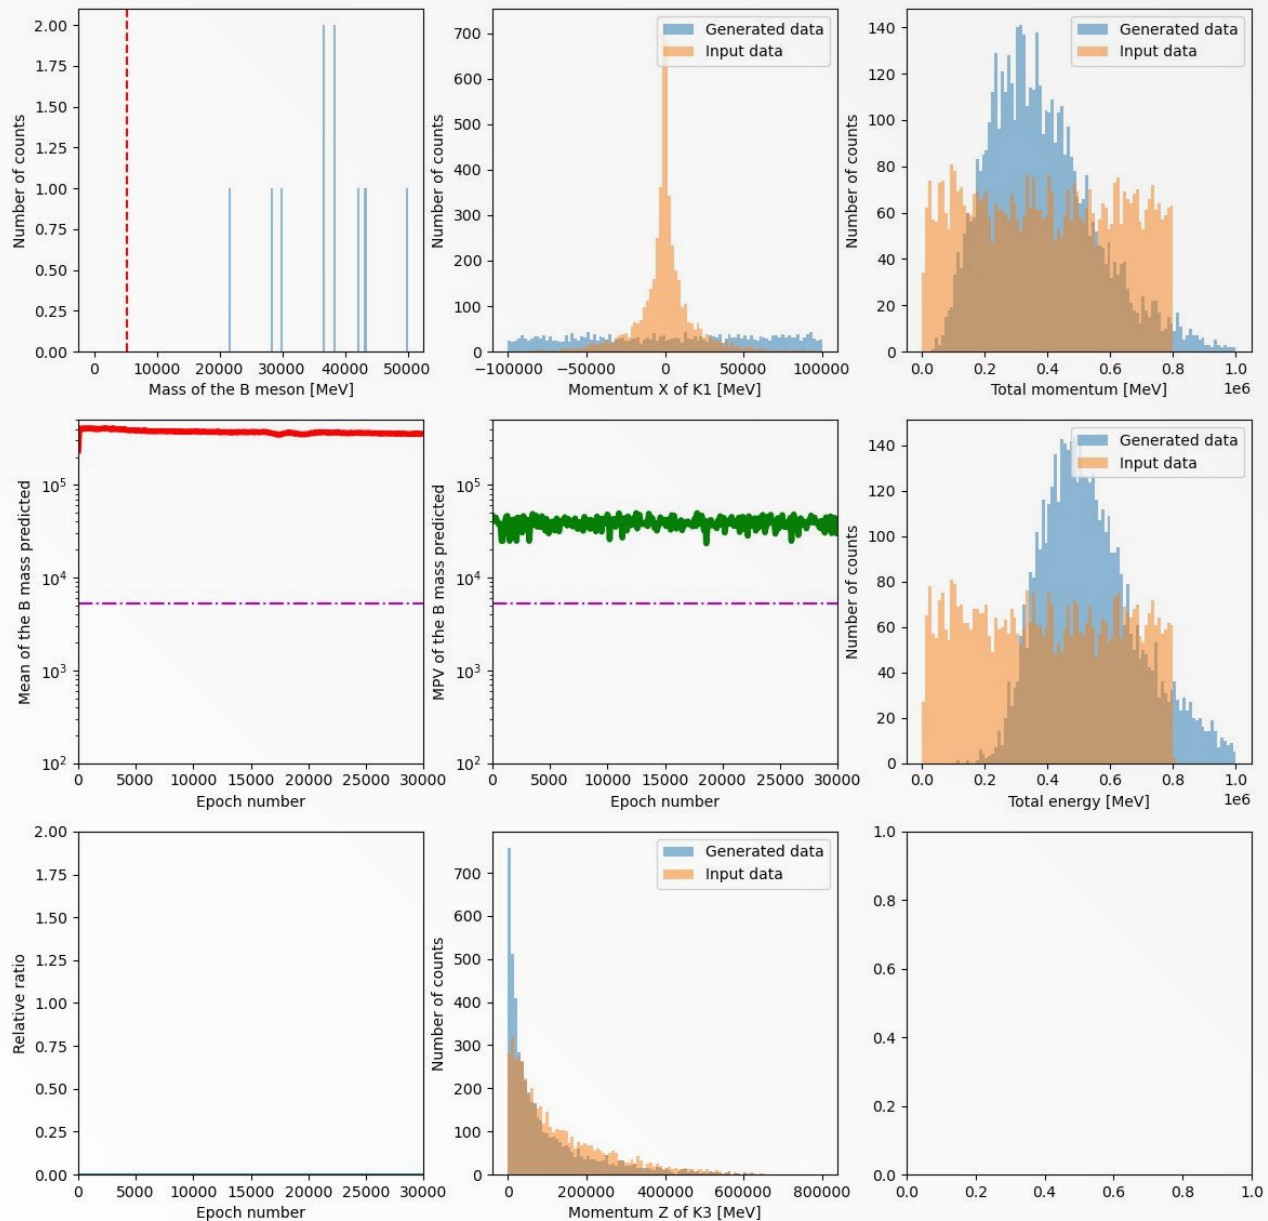 2.00
1.75
1.50
1.25
1.00
0.75
0.50
0.25
0.00
Number of counts
0 10000 20000 30000 40000 50000
Mass of the B meson [MeV]
700
600
500
400
300
200
100
0
Number of counts
Generated data
Input data
−100000 −50000 0 50000 100000
Momentum X of K1 [MeV]
140
120
100
80
60
40
20
0
Number of counts
Generated data
Input data
0.0 0.2 0.4 0.6 0.8 1.0
1e6
Total momentum [MeV]
10^5
10^4
10^3
10^2
Mean of the B mass predicted
0 5000 10000 15000 20000 25000 30000
Epoch number
10^5
10^4
10^3
10^2
MPV of the B mass predicted
0 5000 10000 15000 20000 25000 30000
Epoch number
140
120
100
80
60
40
20
0
Number of counts
Generated data
Input data
0.0 0.2 0.4 0.6 0.8 1.0
1e6
Total energy [MeV]
2.00
1.75
1.50
1.25
1.00
0.75
0.50
0.25
0.00
Relative ratio
0 5000 10000 15000 20000 25000 30000
Epoch number
700
600
500
400
300
200
100
0
Number of counts
Generated data
Input data
0 200000 400000 600000 800000
Momentum Z of K3 [MeV]
1.0
0.8
0.6
0.4
0.2
0.0
0.0 0.2 0.4 0.6 0.8 1.0